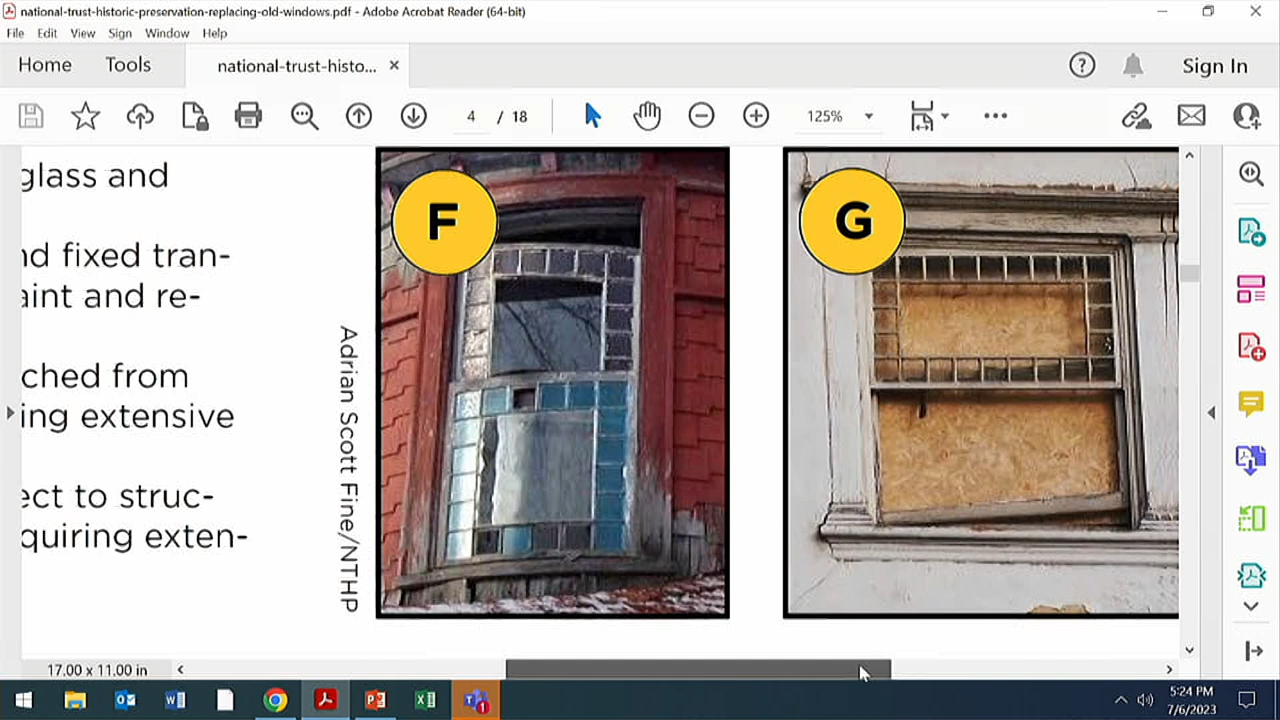 national-trust-historic-preservation-replacing-old-windows.pdf - Adobe Acrobat Reader (64-bit)
File Edit View Sign Window Help
Home Tools national-trust-histo... Sign In
4 / 18 125%
glass and
nd fixed tran-
aint and re-
ched from
ing extensive
ect to struc-
quiring exten-
Adrian Scott Fine/NTHP
F
G
17.00 x 11.00 in
5:24 PM
7/6/2023